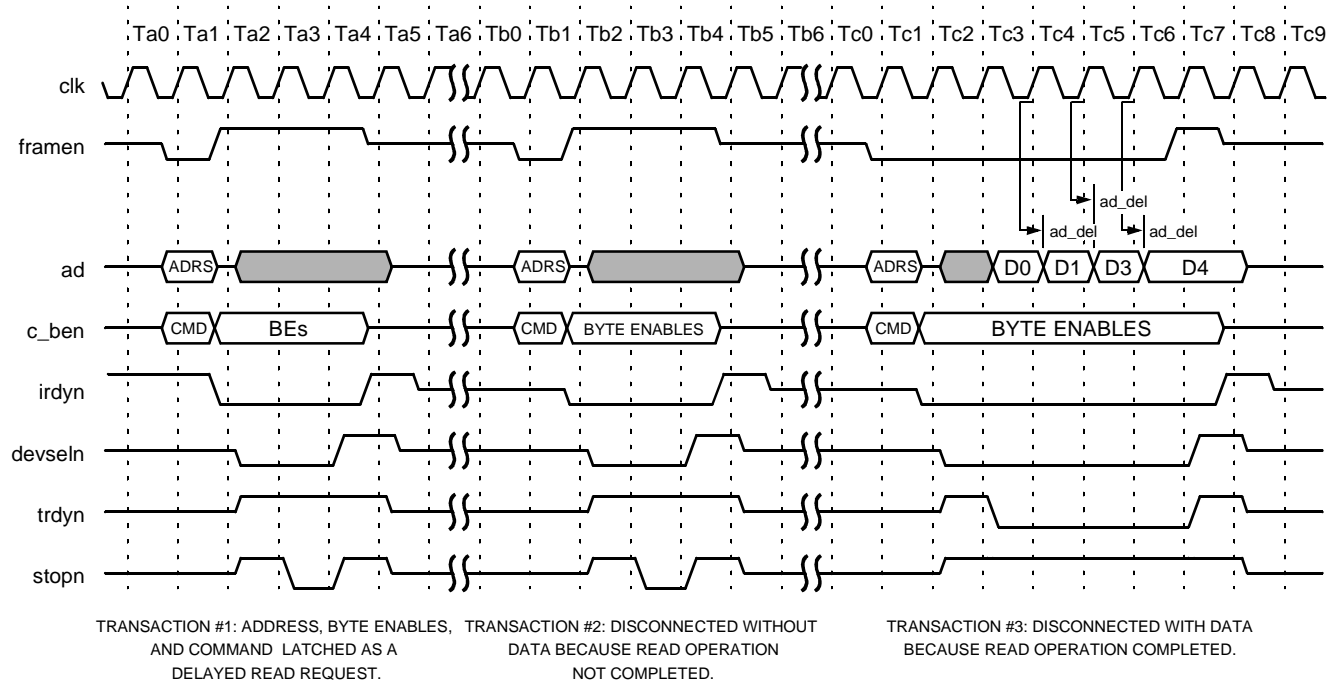 Ta0 Ta1 Ta2 Ta3 Ta4 Ta5 Ta6 Tb0 Tb1 Tb2 Tb3 Tb4 Tb5 Tb6 Tc0 Tc1 Tc2 Tc3 Tc4 Tc5 Tc6 Tc7 Tc8 Tc9
clk
framen
ad_del
ad_del ad_del
ad ADRS ADRS ADRS D0 D1 D3 D4
c_ben CMD BEs CMD BYTE ENABLES CMD BYTE ENABLES
irdyn
devseln
trdyn
stopn
TRANSACTION #1: ADDRESS, BYTE ENABLES,
AND COMMAND LATCHED AS A
DELAYED READ REQUEST.
TRANSACTION #2: DISCONNECTED WITHOUT
DATA BECAUSE READ OPERATION
NOT COMPLETED.
TRANSACTION #3: DISCONNECTED WITH DATA
BECAUSE READ OPERATION COMPLETED.